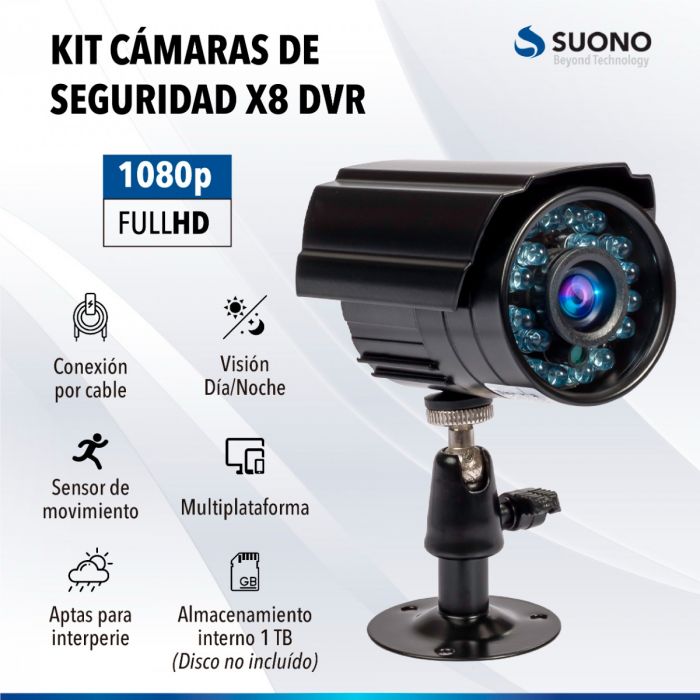 KIT CÁMARAS DE
SEGURIDAD X8 DVR
SUONO
Beyond Technology
1080p
FULLHD
Conexión
por cable
Visión
Día/Noche
Sensor de
movimiento
Multiplataforma
Aptas para
interperie
GB
Almacenamiento
interno 1 TB
(Disco no incluído)